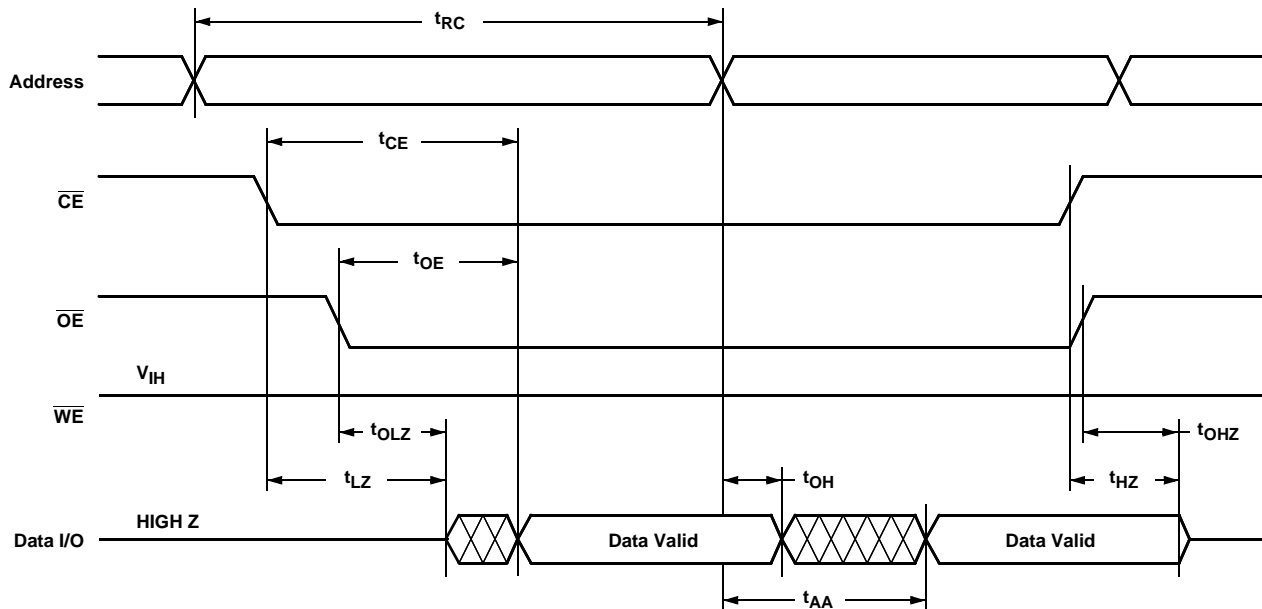 tRC
Address
tCE
CE
tOE
OE
VIH
WE
tOLZ
tOHZ
tLZ
tOH
tHZ
HIGH Z
Data I/O
Data Valid
Data Valid
tAA